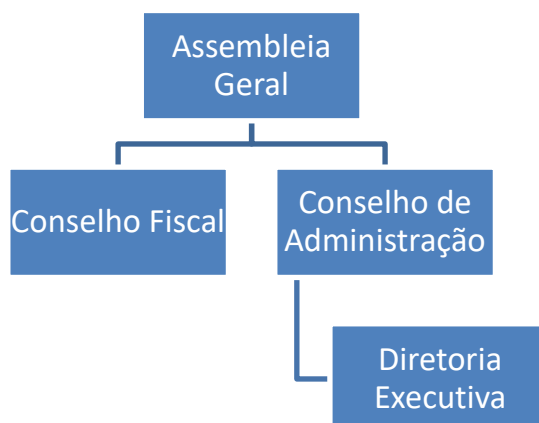 Assembleia
Geral
Conselho Fiscal
Conselho de
Administração
Diretoria
Executiva